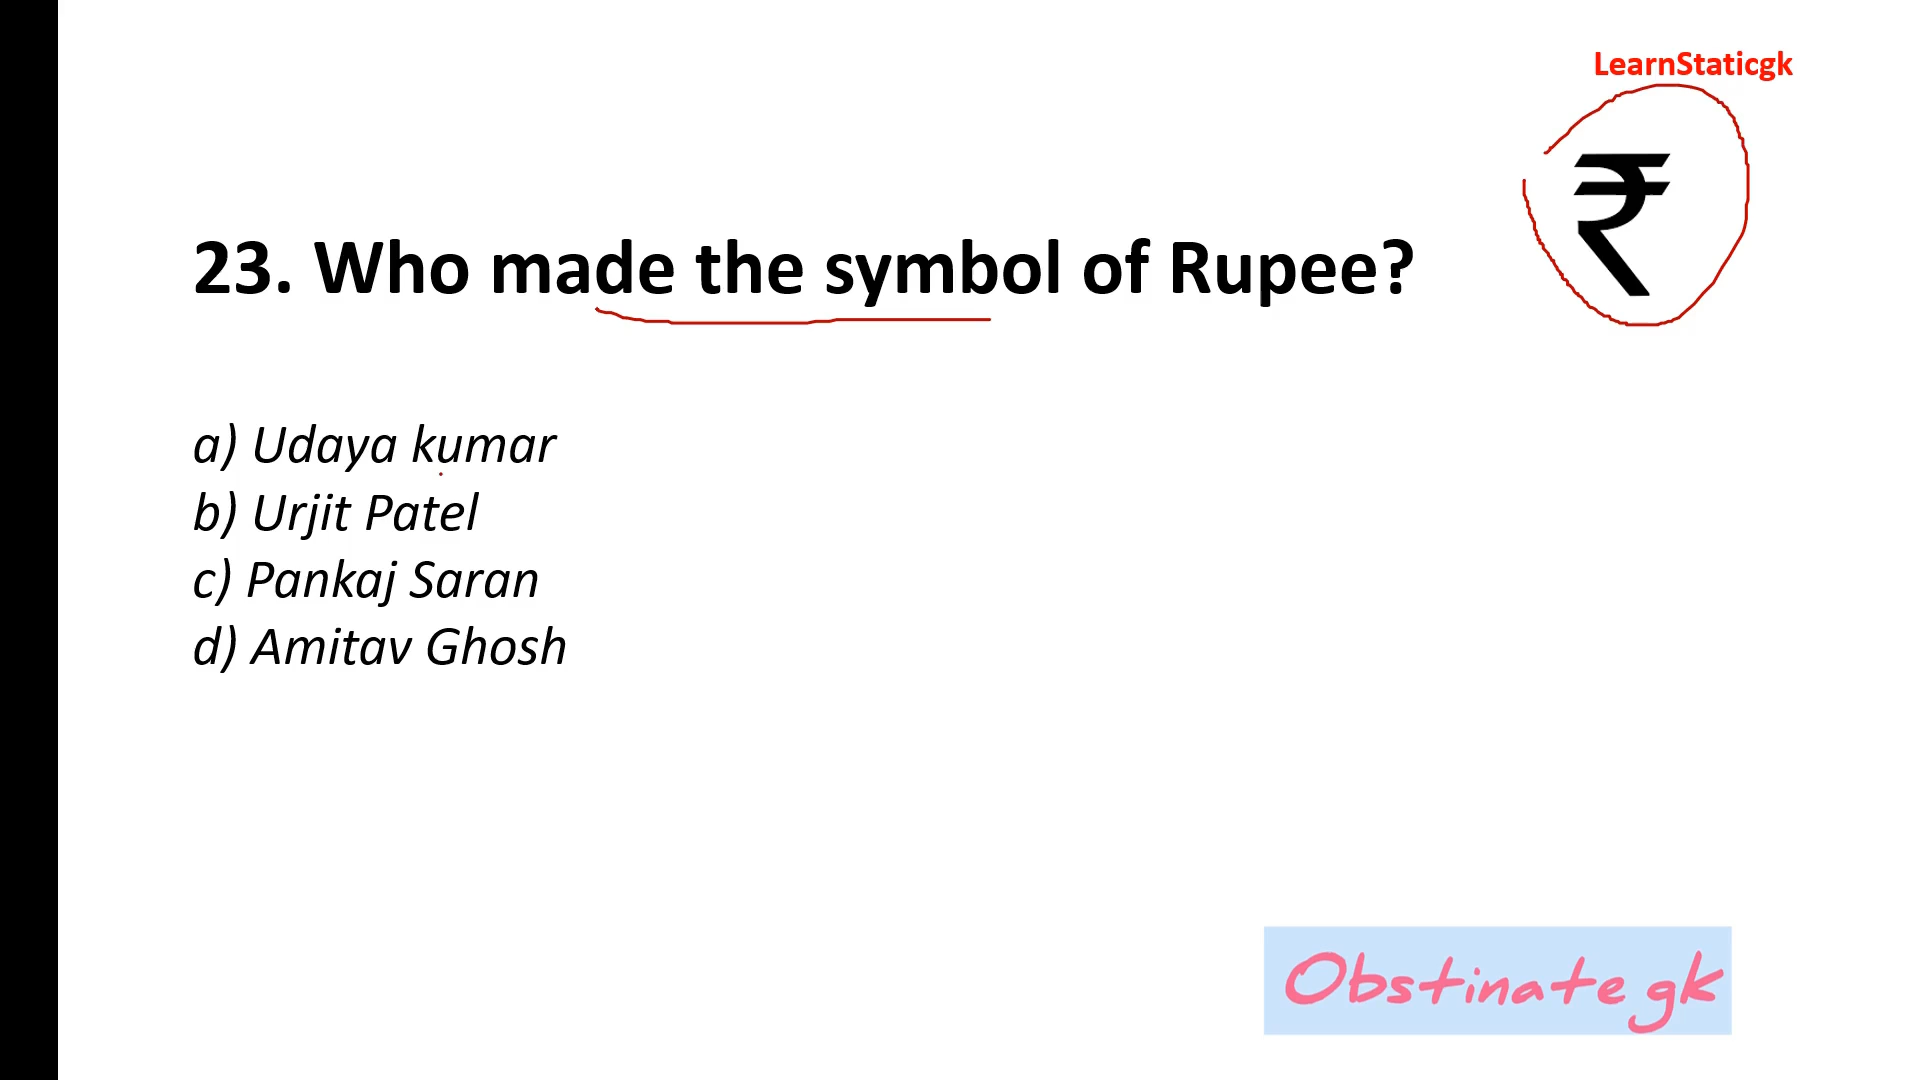 LearnStaticgk
₹
23. Who made the symbol of Rupee?
a) Udaya kumar
b) Urjit Patel
c) Pankaj Saran
d) Amitav Ghosh
Obstinate gk